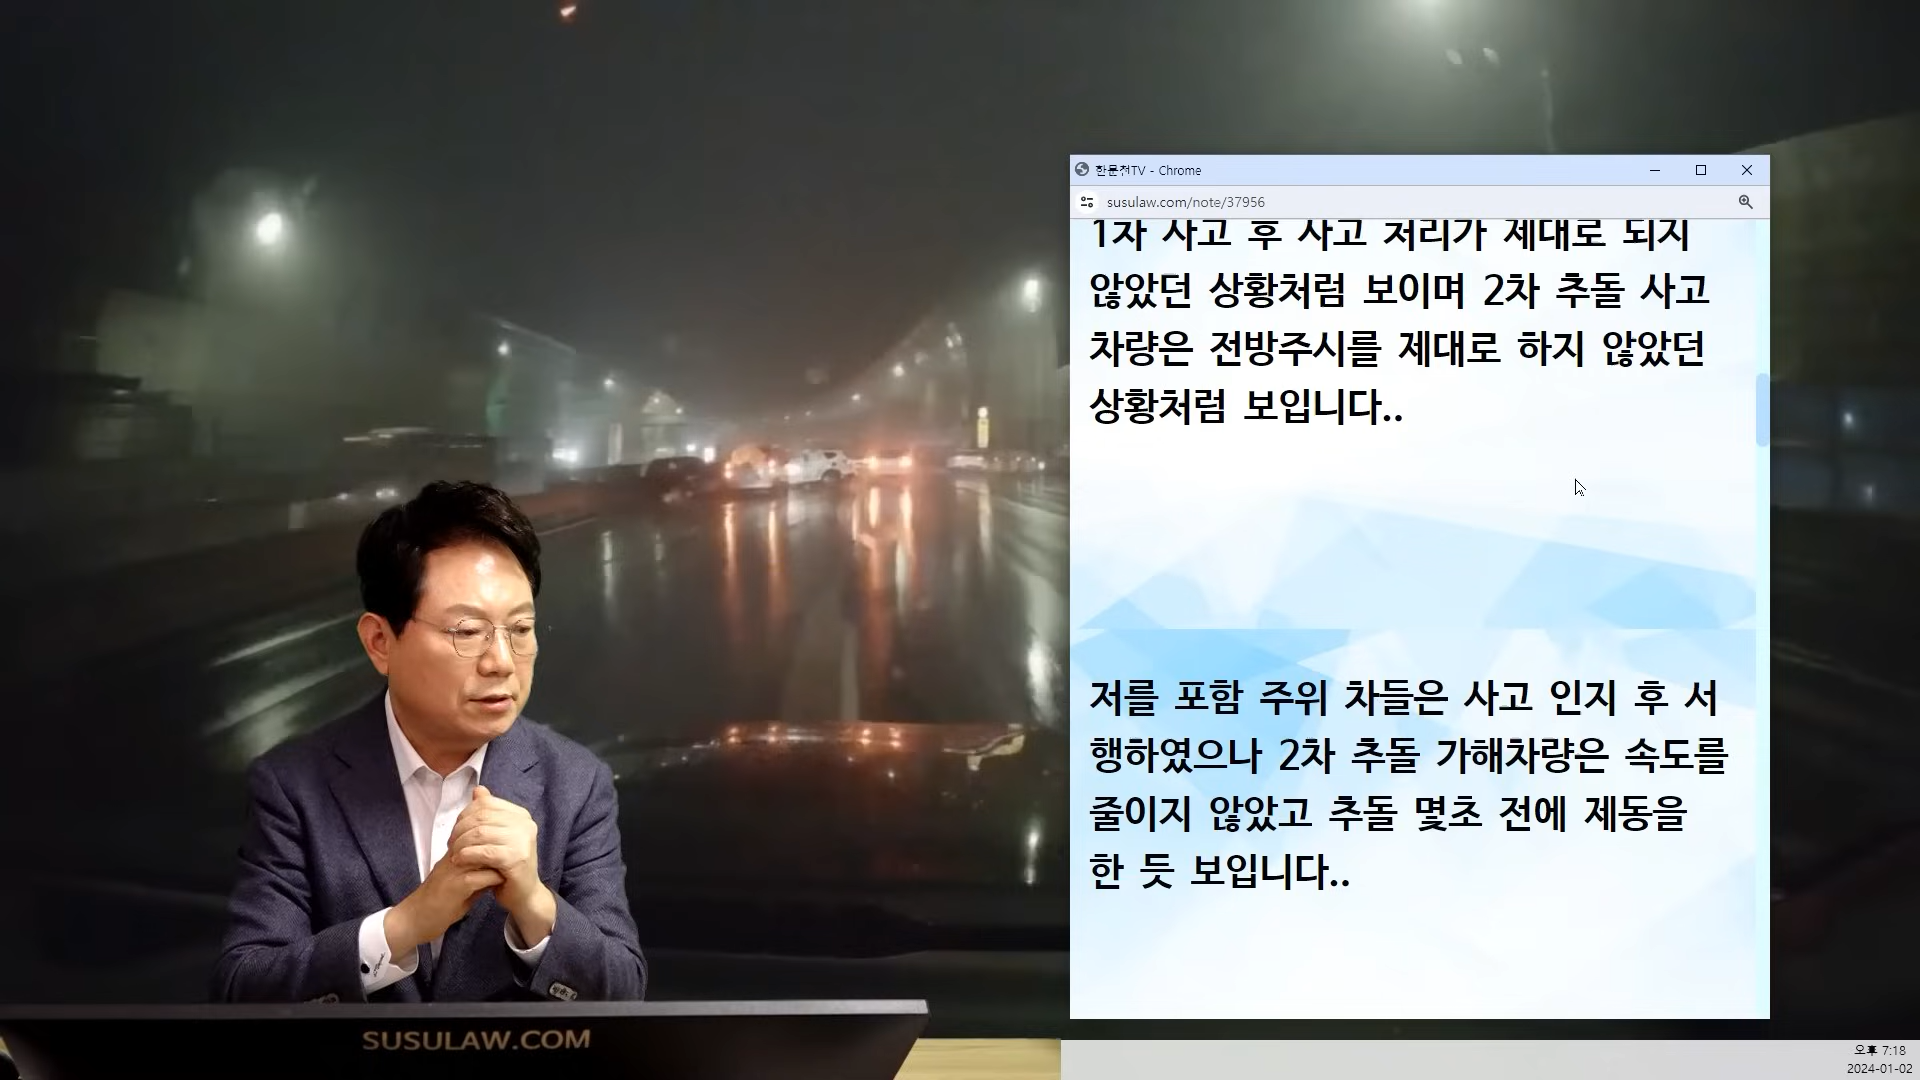 한문철TV - Chrome
susulaw.com/note/37956
1차 사고 후 사고 처리가 제대로 되지
않았던 상황처럼 보이며 2차 추돌 사고
차량은 전방주시를 제대로 하지 않았던
상황처럼 보입니다..
저를 포함 주위 차들은 사고 인지 후 서
행하였으나 2차 추돌 가해차량은 속도를
줄이지 않았고 추돌 몇초 전에 제동을
한 듯 보입니다..
SUSULAW.COM
오후 7:18
2024-01-02